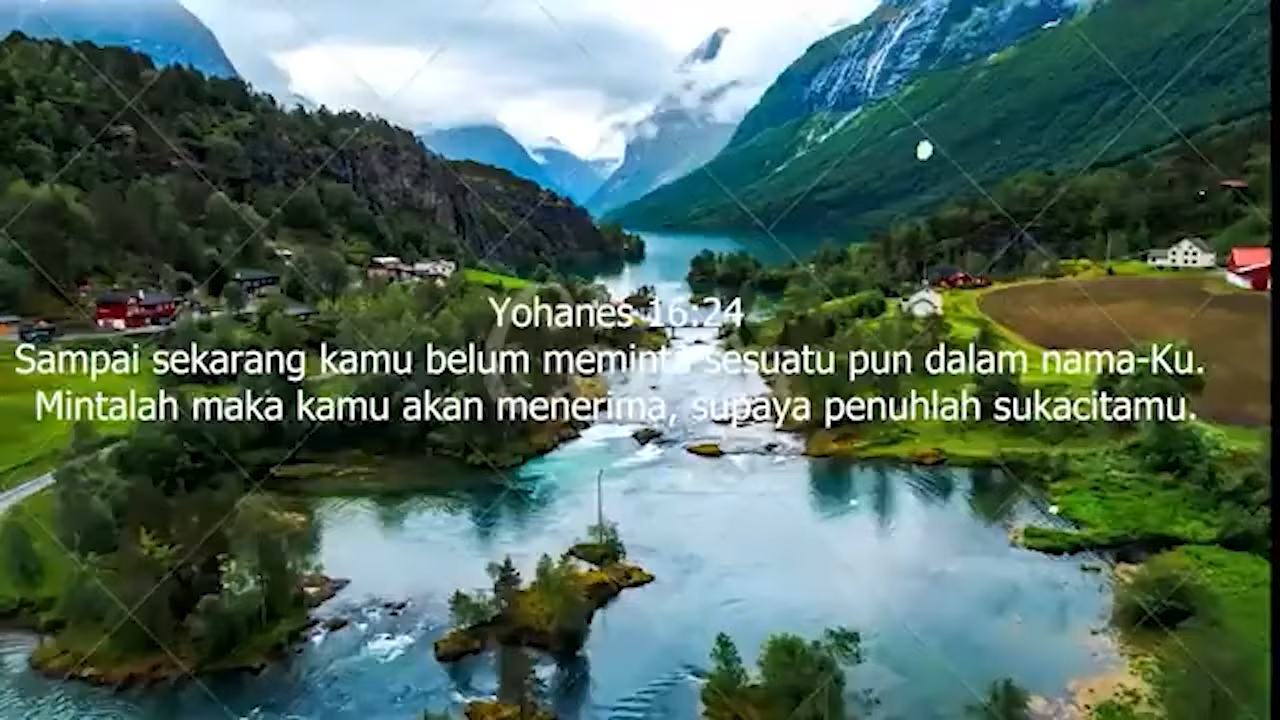 Yohanes 16:24
Sampai sekarang kamu belum meminta sesuatu pun dalam nama-Ku.
Mintalah maka kamu akan menerima, supaya penuhlah sukacitamu.